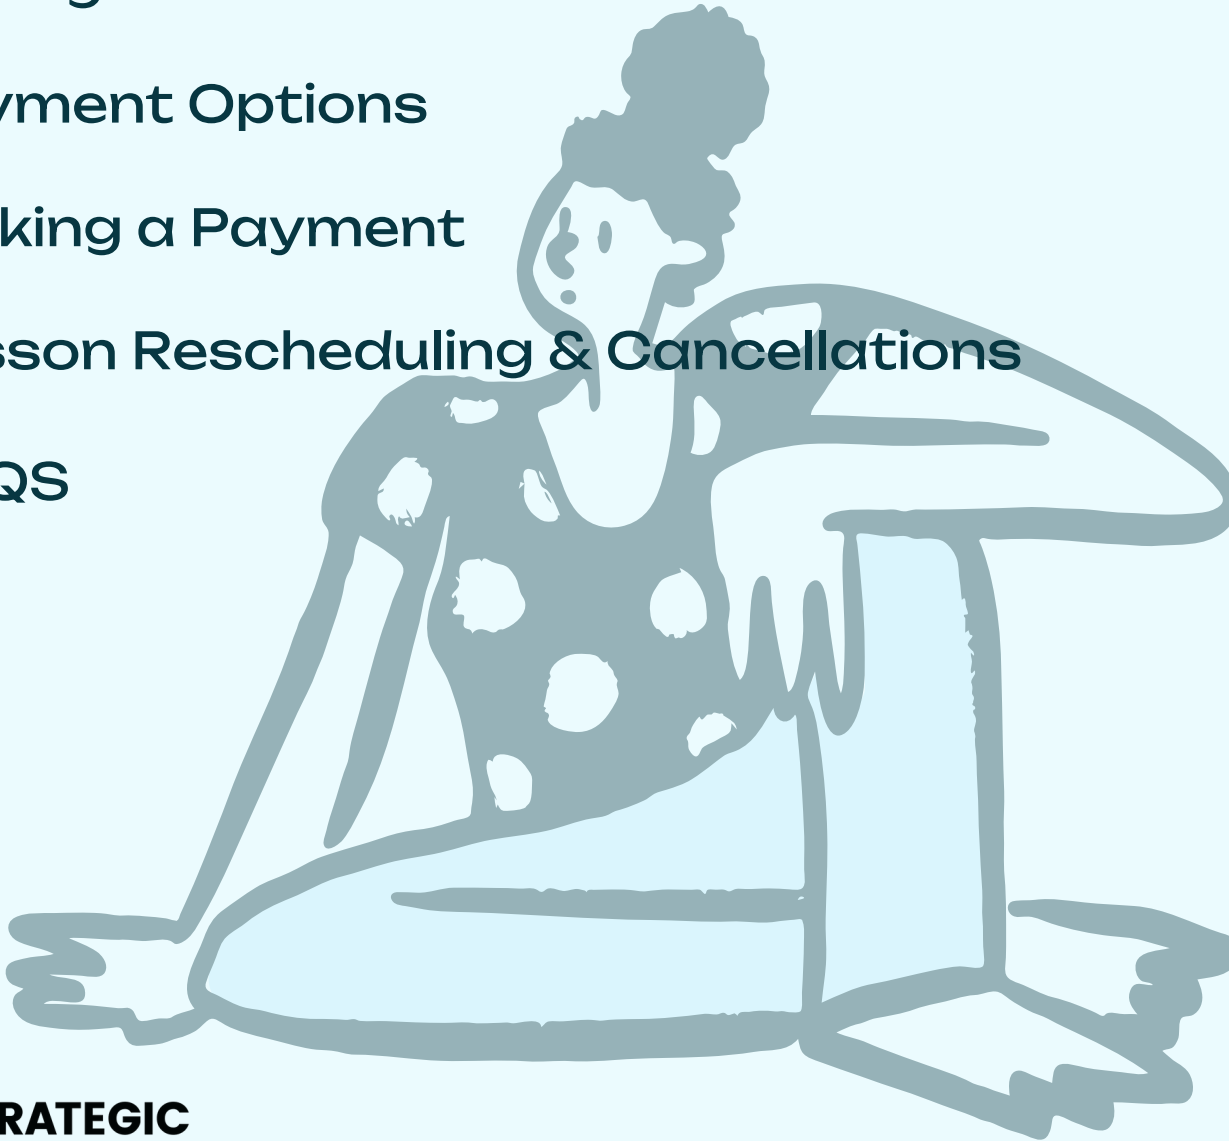 yment Options
king a Payment
sson Rescheduling & Cancellations
QS
RATEGIC